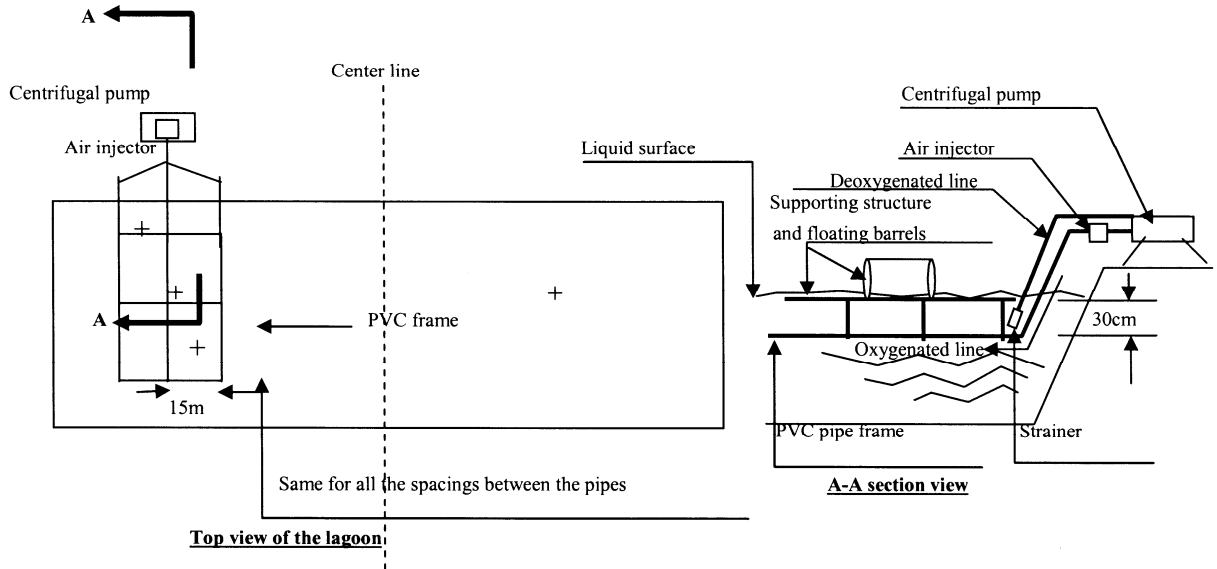 A
Center line
Centrifugal pump
Air injector
A
PVC frame
15m
Same for all the spacings between the pipes
Top view of the lagoon
Centrifugal pump
Liquid surface
Air injector
Deoxygenated line
Supporting structure
and floating barrels
30cm
Oxygenated line
PVC pipe frame
Strainer
A-A section view